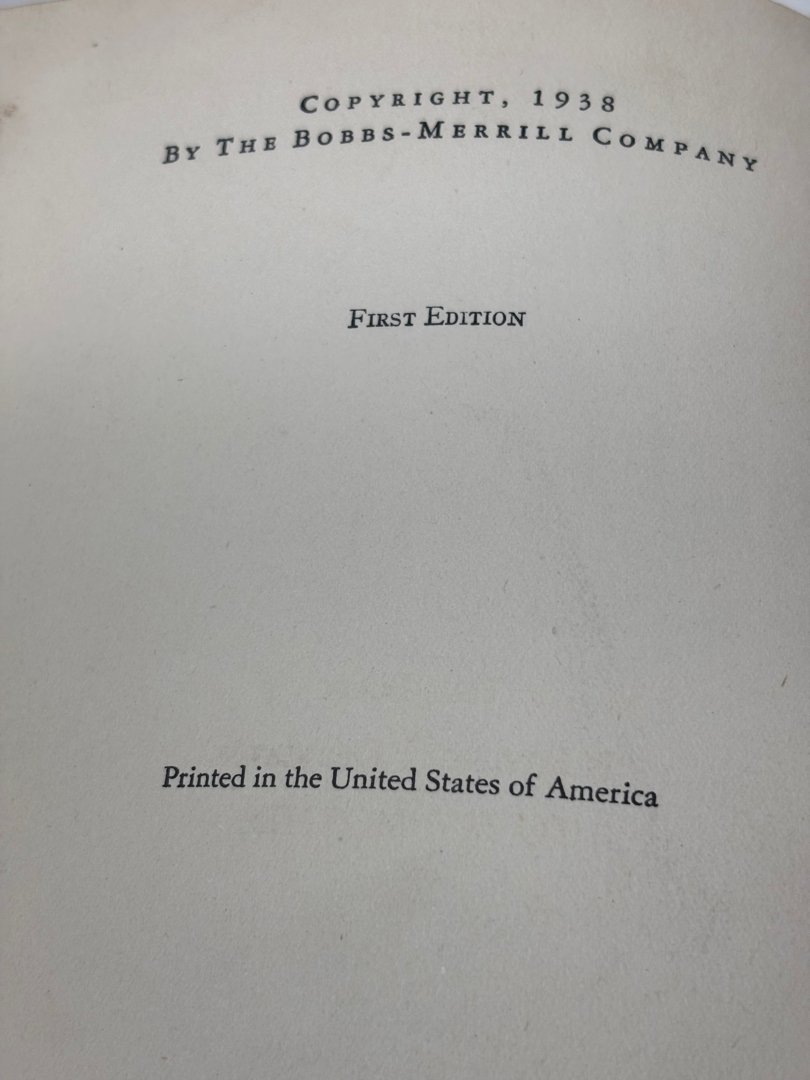 COPYRIGHT, 1938
BY THE BOBBS-MERRILL COMPANY
FIRST EDITION
Printed in the United States of America